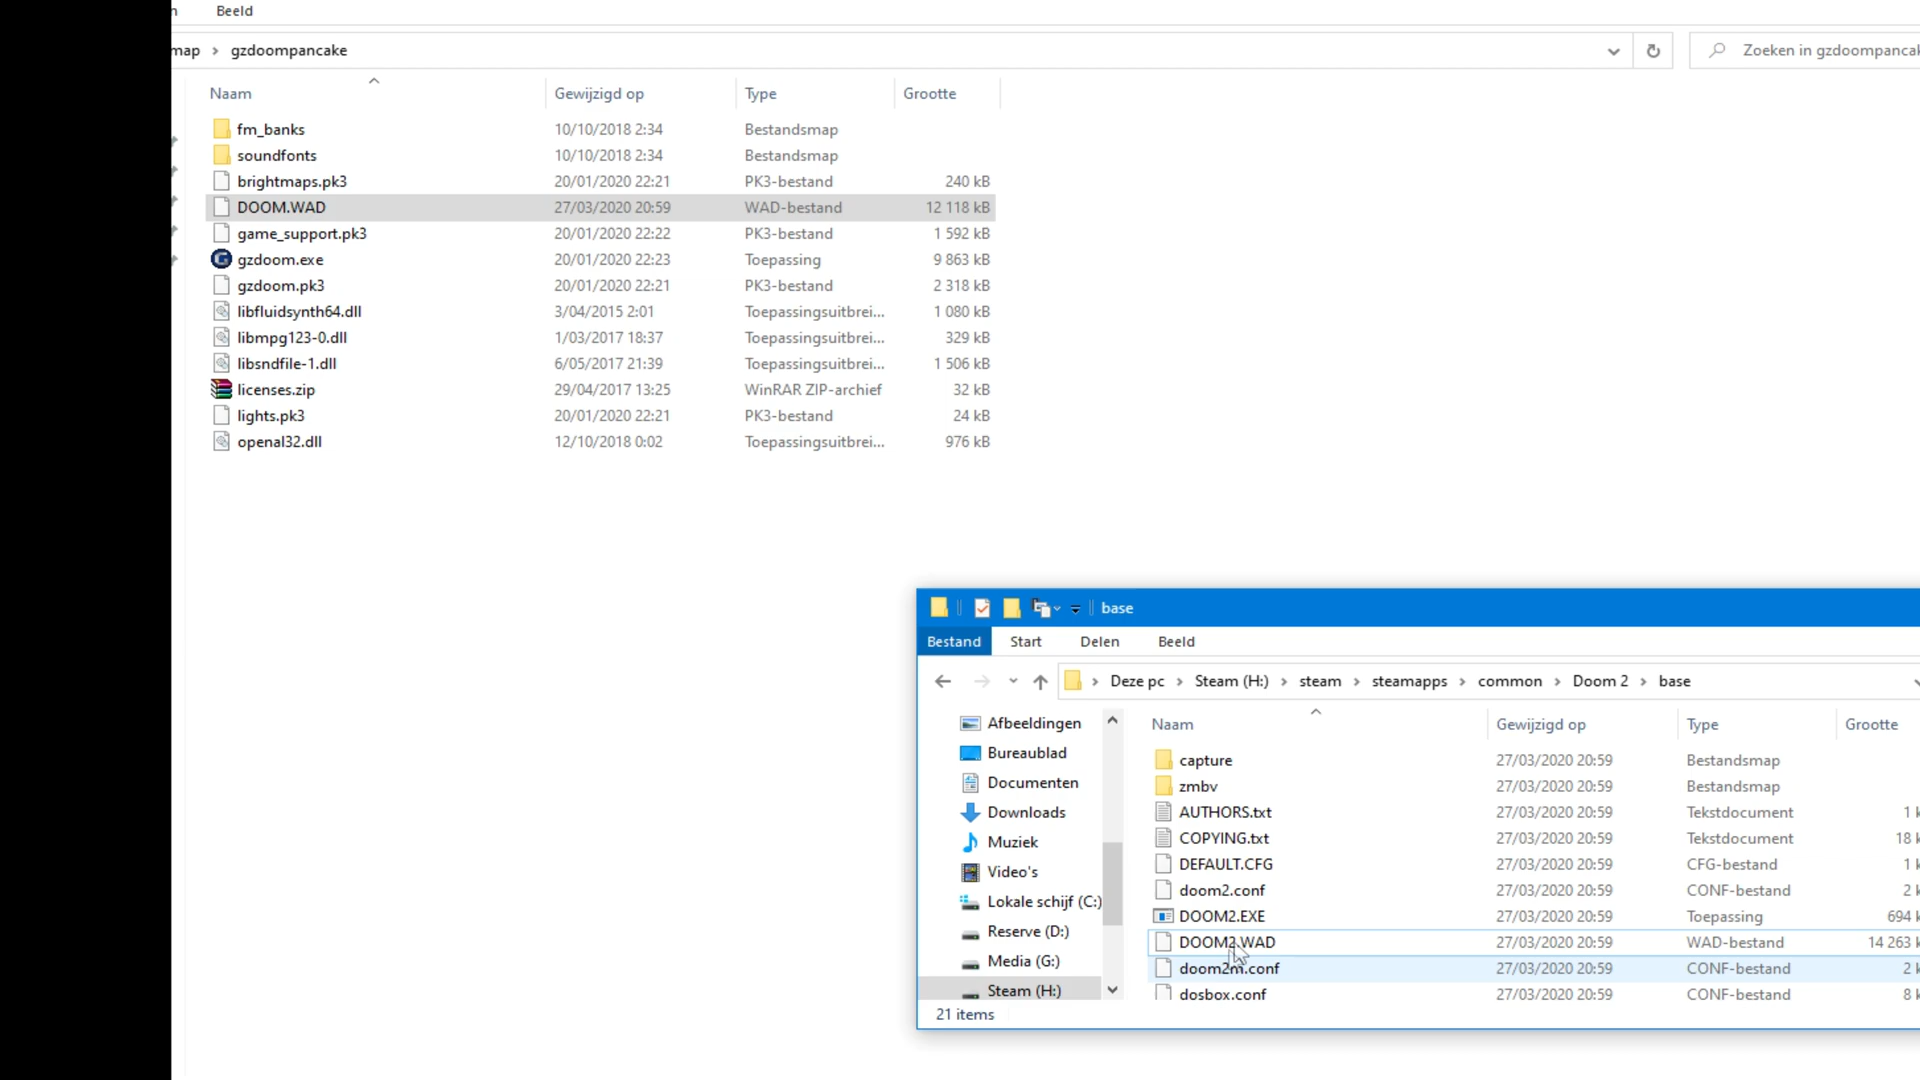 Beeld
map > gzdoompancake
Zoeken in gzdoompancak
Naam Gewijzigd op Type Grootte
fm_banks 10/10/2018 2:34 Bestandsmap
soundfonts 10/10/2018 2:34 Bestandsmap
brightmaps.pk3 20/01/2020 22:21 PK3-bestand 240 kB
DOOM.WAD 27/03/2020 20:59 WAD-bestand 12 118 kB
game_support.pk3 20/01/2020 22:22 PK3-bestand 1 592 kB
gzdoom.exe 20/01/2020 22:23 Toepassing 9 863 kB
gzdoom.pk3 20/01/2020 22:21 PK3-bestand 2 318 kB
libfluidsynth64.dll 3/04/2015 2:01 Toepassingsuitbrei... 1 080 kB
libmpg123-0.dll 1/03/2017 18:37 Toepassingsuitbrei... 329 kB
libsndfile-1.dll 6/05/2017 21:39 Toepassingsuitbrei... 1 506 kB
licenses.zip 29/04/2017 13:25 WinRAR ZIP-archief 32 kB
lights.pk3 20/01/2020 22:21 PK3-bestand 24 kB
openal32.dll 12/10/2018 0:02 Toepassingsuitbrei... 976 kB
base
Bestand Start Delen Beeld
> Deze pc > Steam (H:) > steam > steamapps > common > Doom 2 > base
Afbeeldingen
Bureaublad
Documenten
Downloads
Muziek
Video's
Lokale schijf (C:)
Reserve (D:)
Media (G:)
Steam (H:)
Naam Gewijzigd op Type Grootte
capture 27/03/2020 20:59 Bestandsmap
zmbv 27/03/2020 20:59 Bestandsmap
AUTHORS.txt 27/03/2020 20:59 Tekstdocument 1 k
COPYING.txt 27/03/2020 20:59 Tekstdocument 18 k
DEFAULT.CFG 27/03/2020 20:59 CFG-bestand 1 k
doom2.conf 27/03/2020 20:59 CONF-bestand 2 k
DOOM2.EXE 27/03/2020 20:59 Toepassing 694 k
DOOM2.WAD 27/03/2020 20:59 WAD-bestand 14 263 k
doom2m.conf 27/03/2020 20:59 CONF-bestand 2 k
dosbox.conf 27/03/2020 20:59 CONF-bestand 8 k
21 items